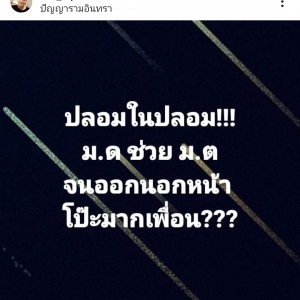 ปัญญารามอินทรา
ปลอมในปลอม!!!
ม.ด ช่วย ม.ต
จนออกนอกหน้า
โป๊ะมากเพื่อน???